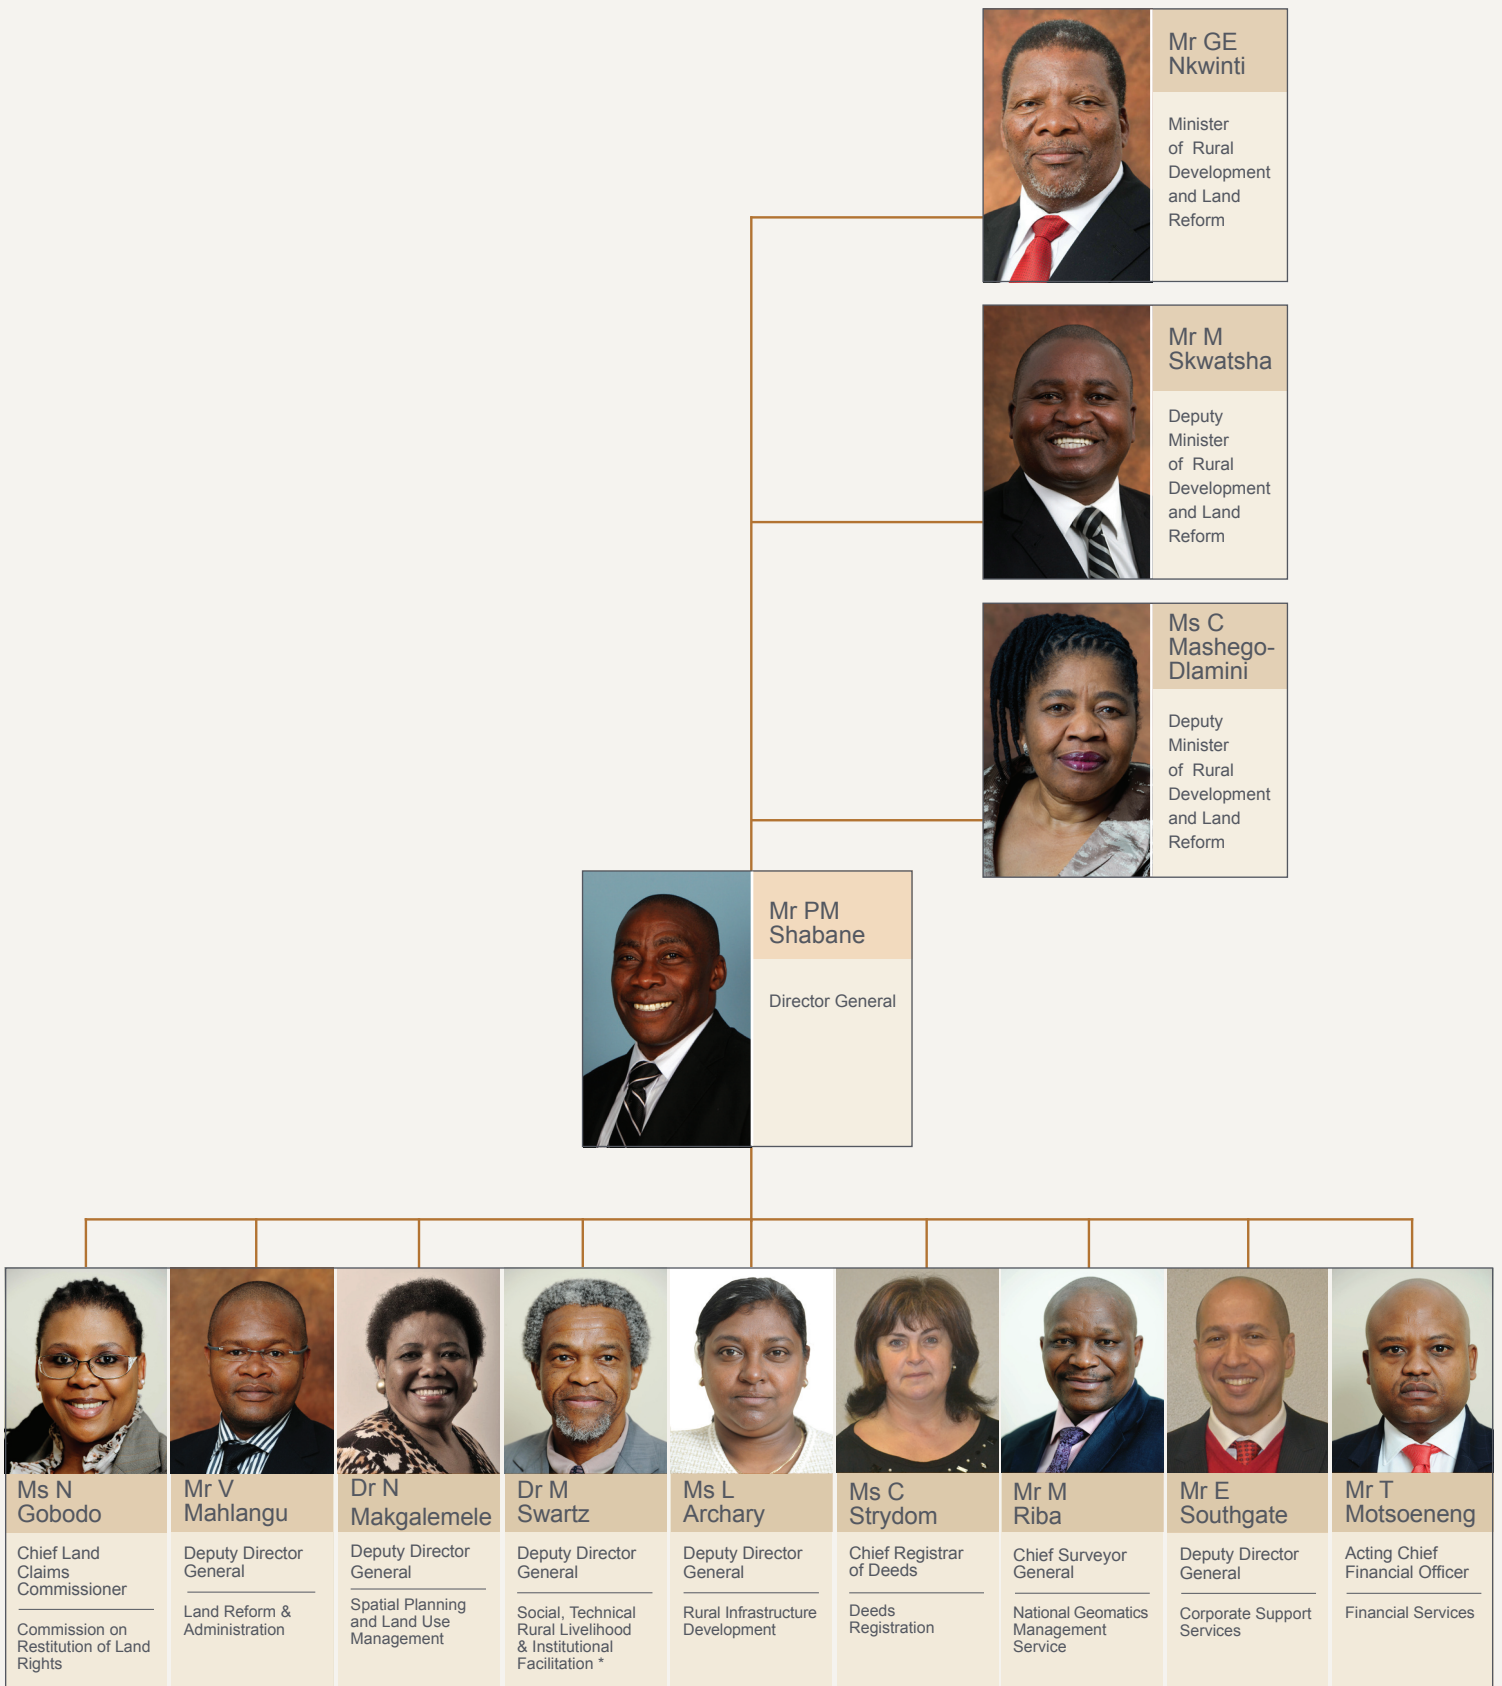 Mr GE
Nkwinti
Minister
of Rural
Development
and Land
Reform
Mr M
Skwatsha
Deputy
Minister
of Rural
Development
and Land
Reform
Ms C
Mashego-
Dlamini
Deputy
Minister
of Rural
Development
and Land
Reform
Mr PM
Shabane
Director General
Ms N
Gobodo
Chief Land
Claims
Commissioner
Commission on
Restitution of Land
Rights
Mr V
Mahlangu
Deputy Director
General
Land Reform &
Administration
Dr N
Makgalemele
Deputy Director
General
Spatial Planning
and Land Use
Management
Dr M
Swartz
Deputy Director
General
Social, Technical
Rural Livelihood
& Institutional
Facilitation *
Ms L
Archary
Deputy Director
General
Rural Infrastructure
Development
Ms C
Strydom
Chief Registrar
of Deeds
Deeds
Registration
Mr M
Riba
Chief Surveyor
General
National Geomatics
Management
Service
Mr E
Southgate
Deputy Director
General
Corporate Support
Services
Mr T
Motsoeneng
Acting Chief
Financial Officer
Financial Services